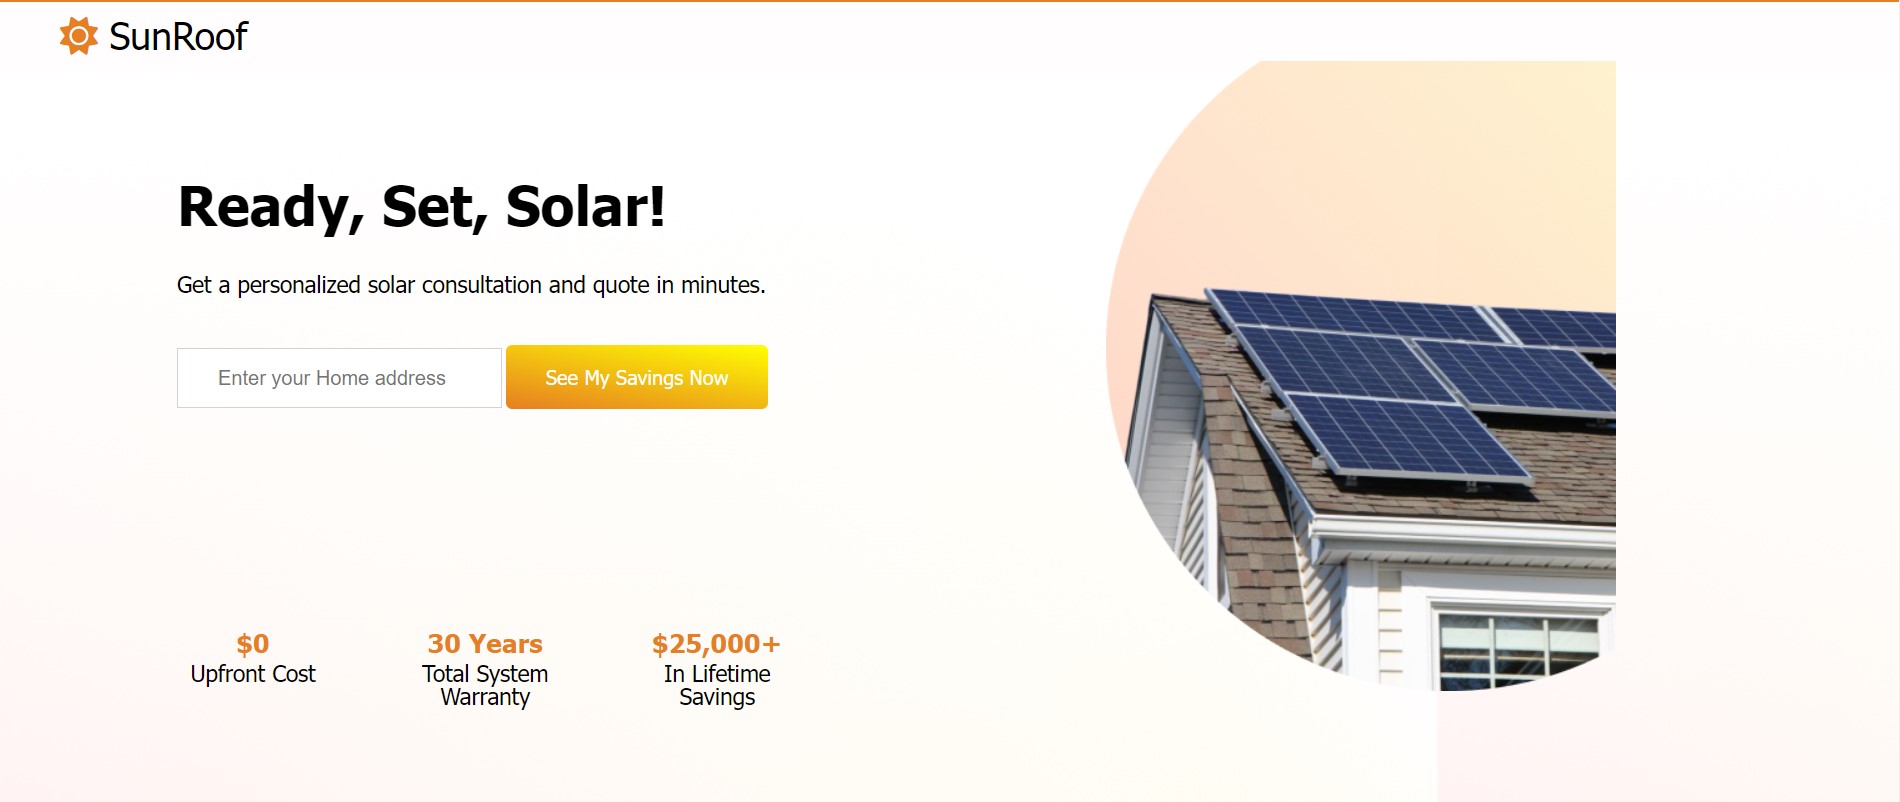 SunRoof
Ready, Set, Solar!
Get a personalized solar consultation and quote in minutes.
Enter your Home address
See My Savings Now
$0
Upfront Cost
30 Years
Total System
Warranty
$25,000+
In Lifetime
Savings